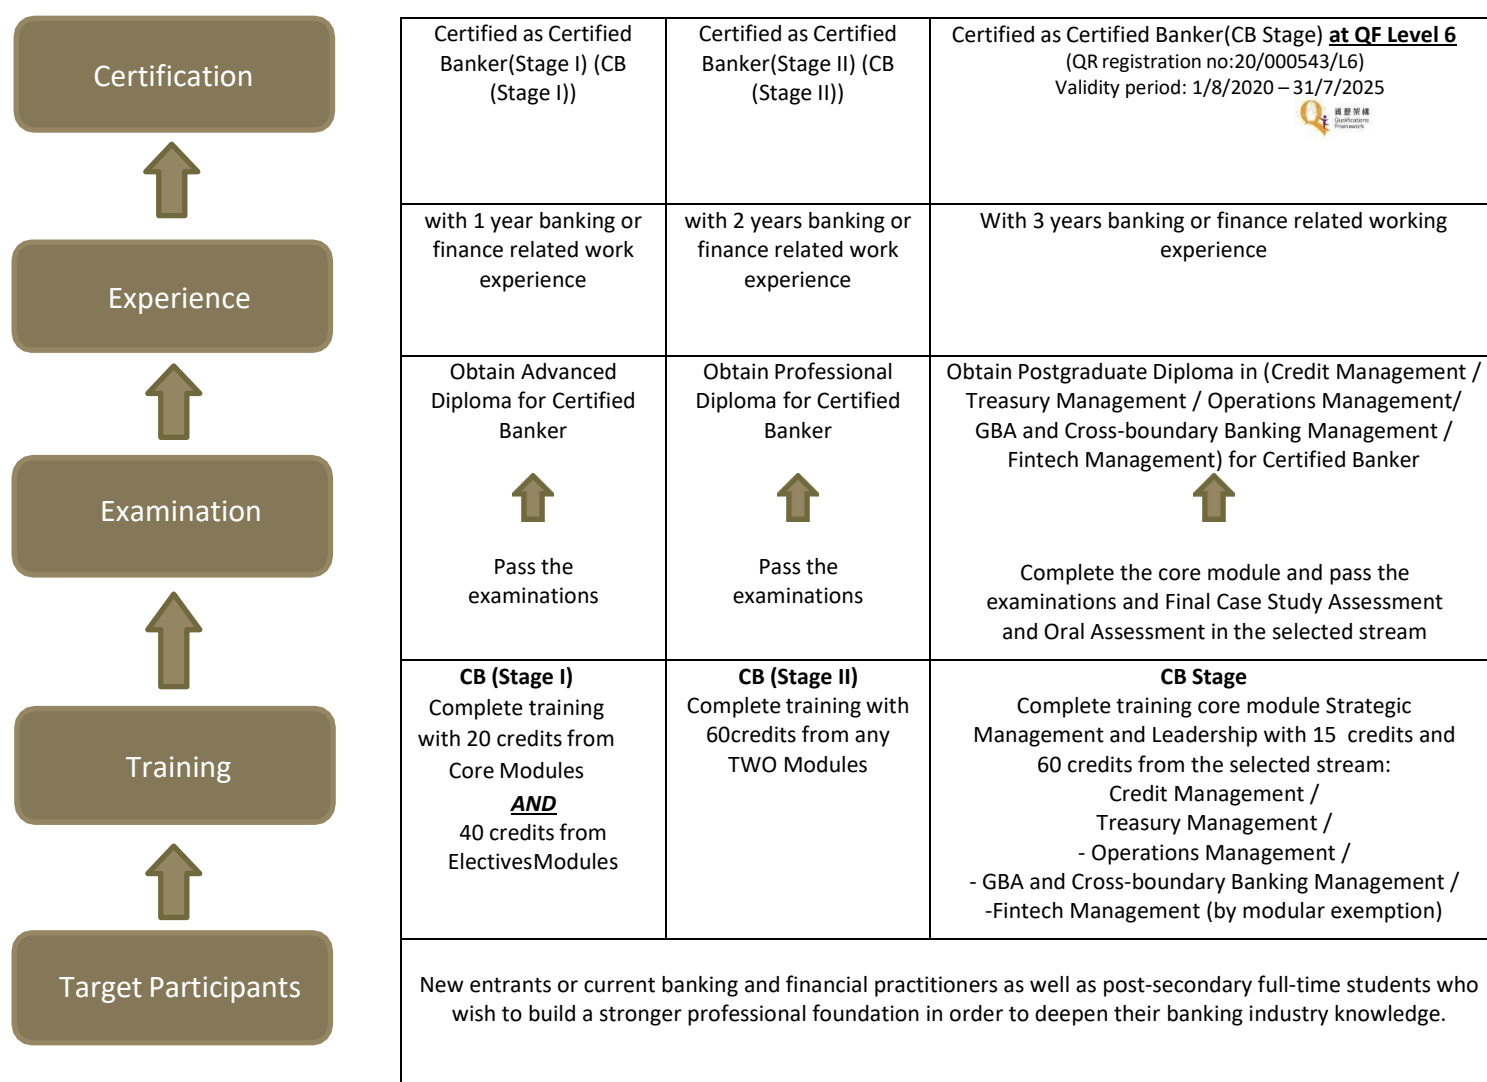 Certification
Certified as Certified
Banker(Stage I) (CB
(Stage I))
Certified as Certified
Banker(Stage II) (CB
(Stage II))
Certified as Certified Banker(CB Stage) at QF Level 6
(QR registration no:20/000543/L6)
Validity period: 1/8/2020 – 31/7/2025
資歷架構
Qualifications
Framework
Experience
with 1 year banking or
finance related work
experience
with 2 years banking or
finance related work
experience
With 3 years banking or finance related working
experience
Examination
Obtain Advanced
Diploma for Certified
Banker
Pass the
examinations
Obtain Professional
Diploma for Certified
Banker
Pass the
examinations
Obtain Postgraduate Diploma in (Credit Management /
Treasury Management / Operations Management/
GBA and Cross-boundary Banking Management /
Fintech Management) for Certified Banker
Complete the core module and pass the
examinations and Final Case Study Assessment
and Oral Assessment in the selected stream
Training
CB (Stage I)
Complete training
with 20 credits from
Core Modules
AND
40 credits from
ElectivesModules
CB (Stage II)
Complete training with
60credits from any
TWO Modules
CB Stage
Complete training core module Strategic
Management and Leadership with 15 credits and
60 credits from the selected stream:
Credit Management /
Treasury Management /
- Operations Management /
- GBA and Cross-boundary Banking Management /
-Fintech Management (by modular exemption)
Target Participants
New entrants or current banking and financial practitioners as well as post-secondary full-time students who
wish to build a stronger professional foundation in order to deepen their banking industry knowledge.